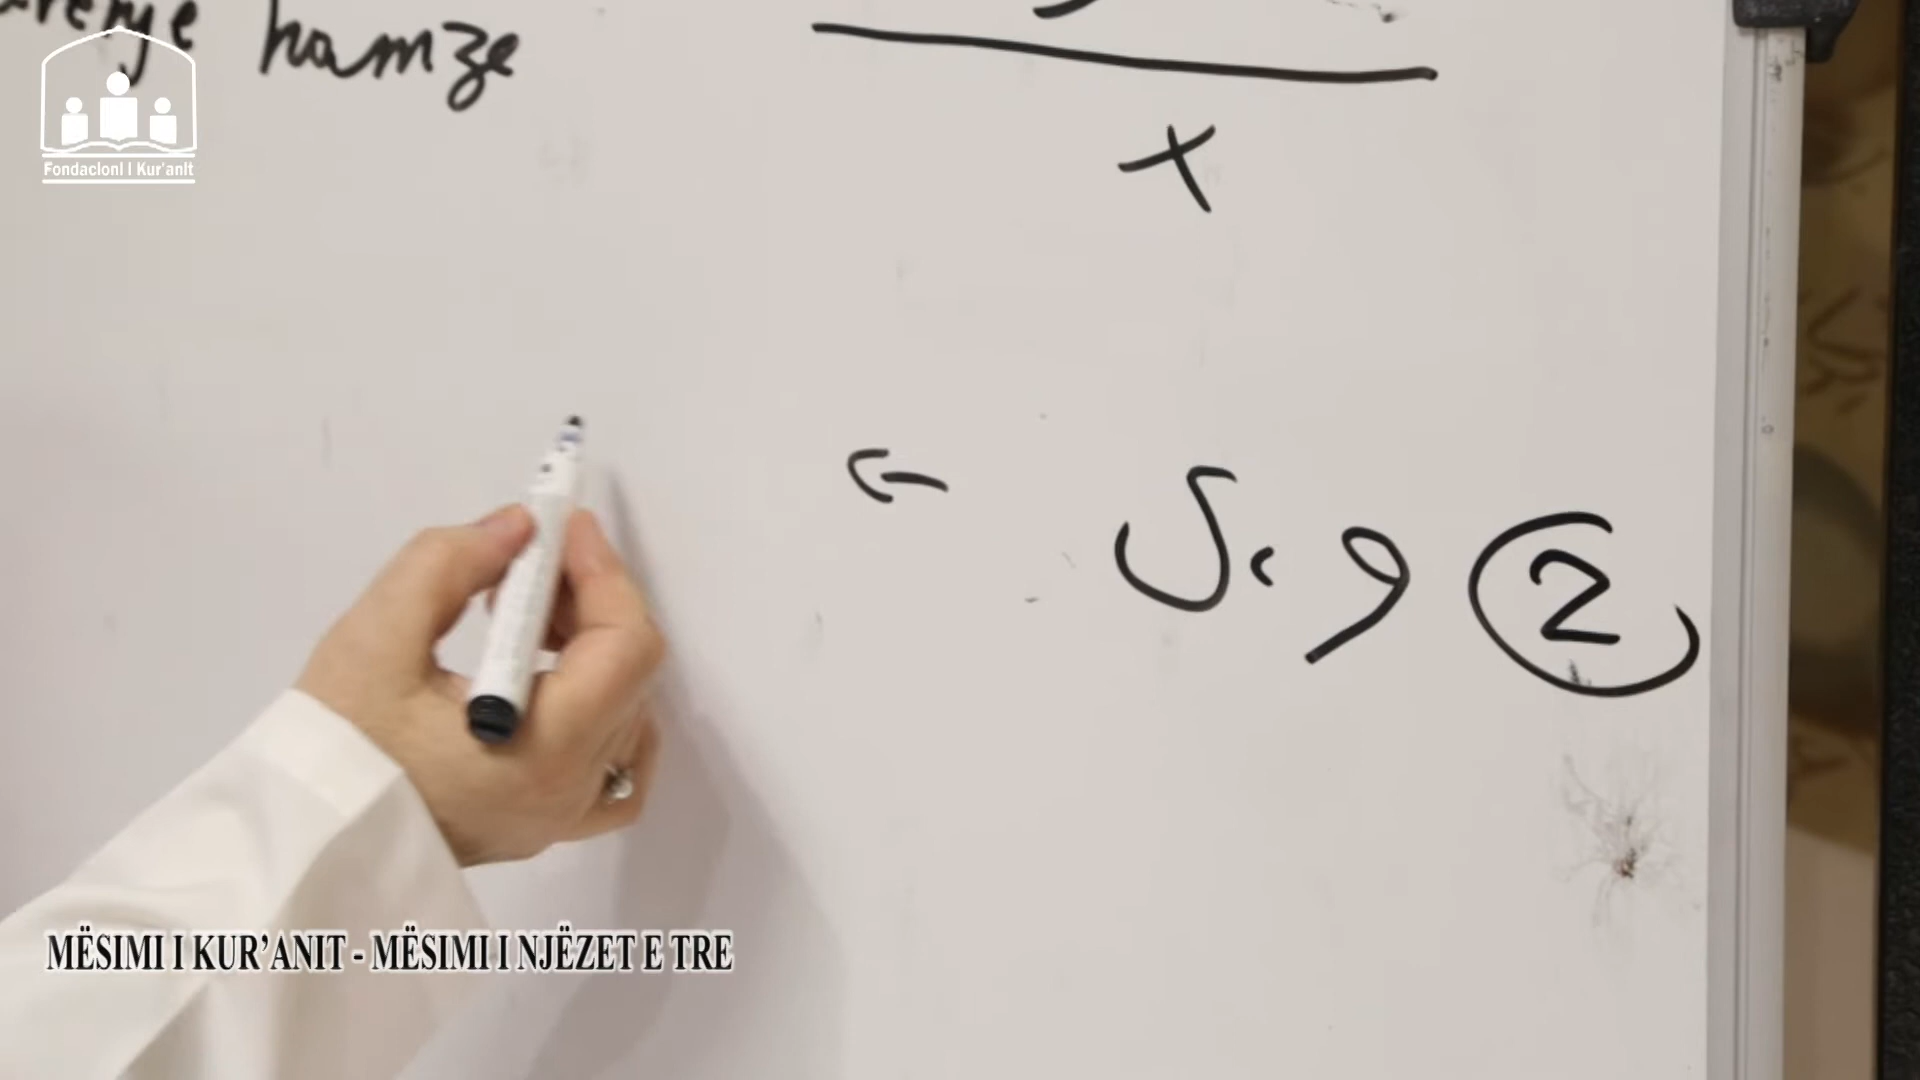 hamze
x
② و ، ى ←
Fondacioni I Kur'anit
MËSIMI I KUR'ANIT - MËSIMI I NJËZET E TRE